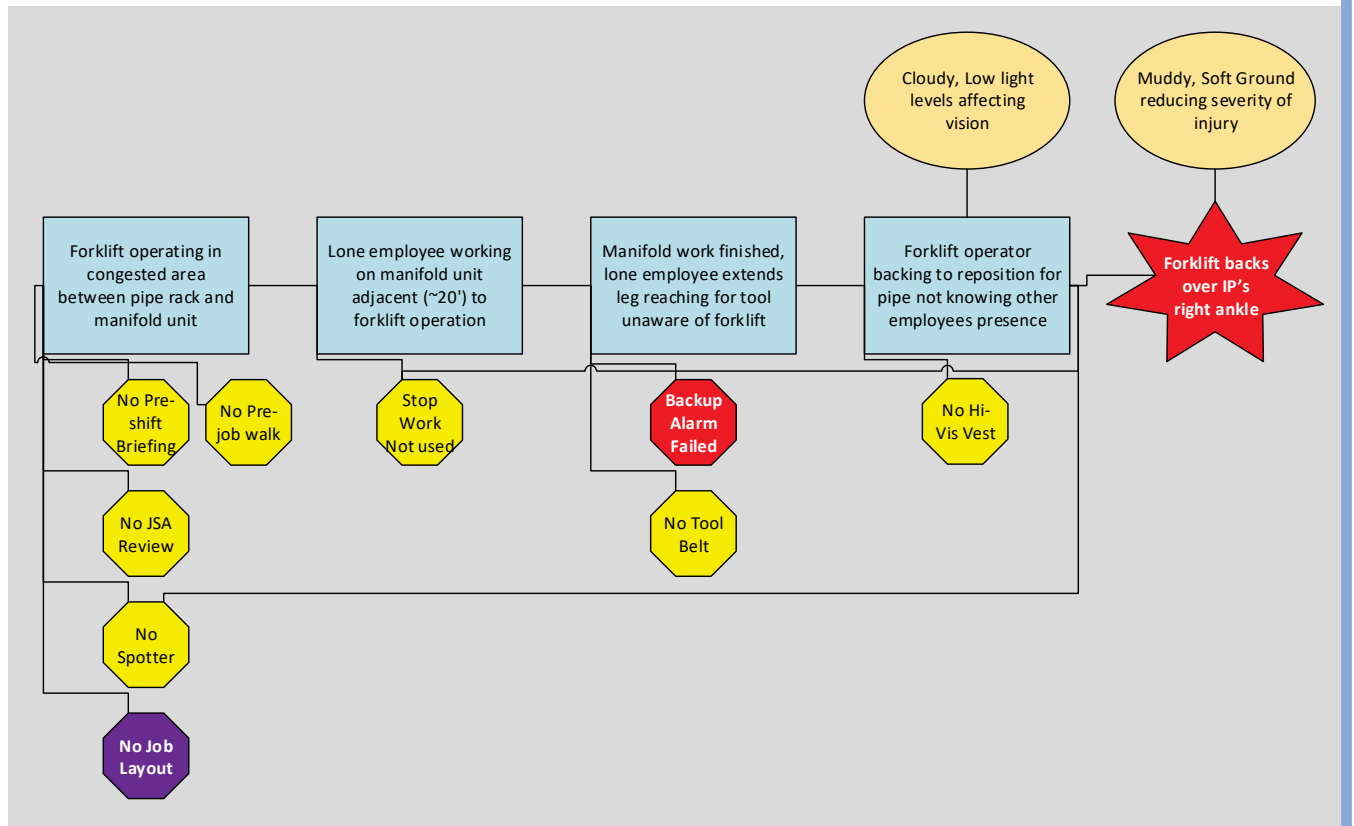 Cloudy, Low light
levels affecting
vision
Muddy, Soft Ground
reducing severity of
injury
Forklift operating in
congested area
between pipe rack and
manifold unit
Lone employee working
on manifold unit
adjacent (~20') to
forklift operation
Manifold work finished,
lone employee extends
leg reaching for tool
unaware of forklift
Forklift operator
backing to reposition for
pipe not knowing other
employees presence
Forklift backs
over IP's
right ankle
No Pre-
shift
Briefing
No Pre-
job walk
Stop
Work
Not used
Backup
Alarm
Failed
No Hi-
Vis Vest
No JSA
Review
No Tool
Belt
No
Spotter
No Job
Layout